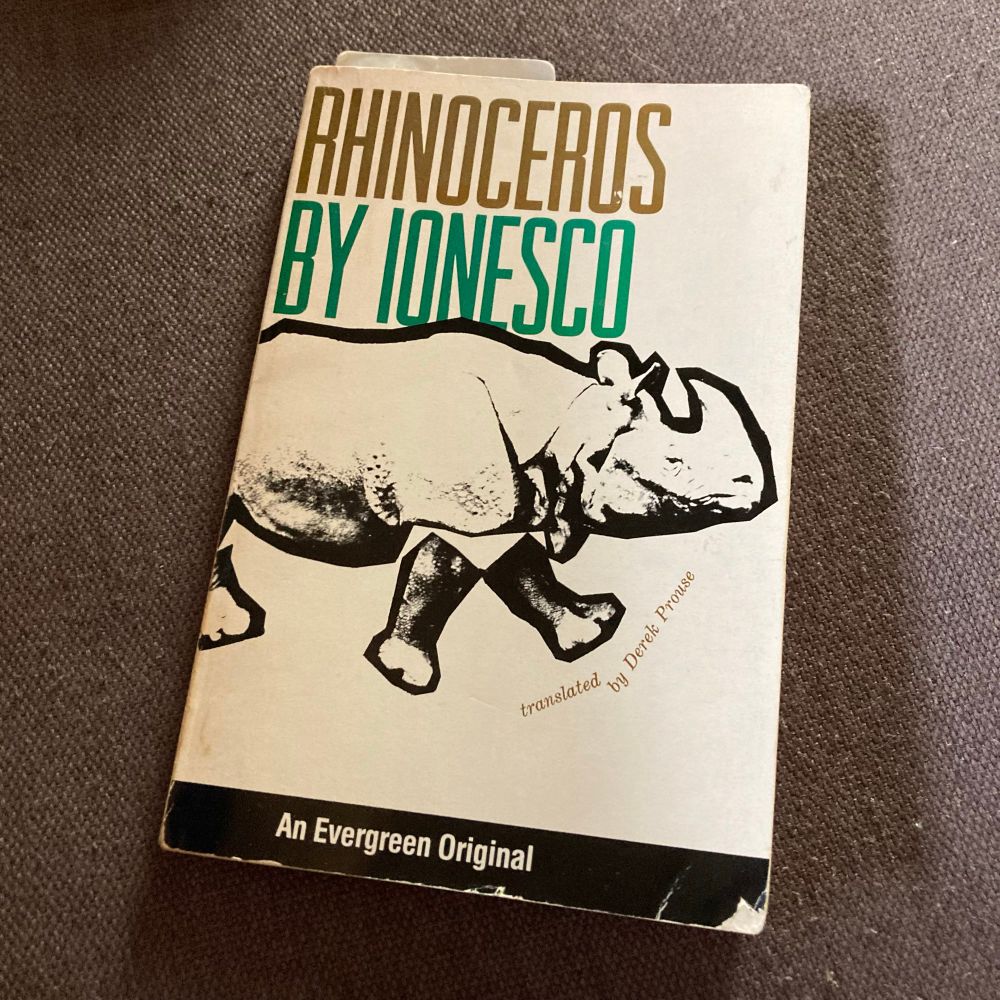 RHINOCEROS
BY IONESCO
translated
by Derek Prouse
An Evergreen Original